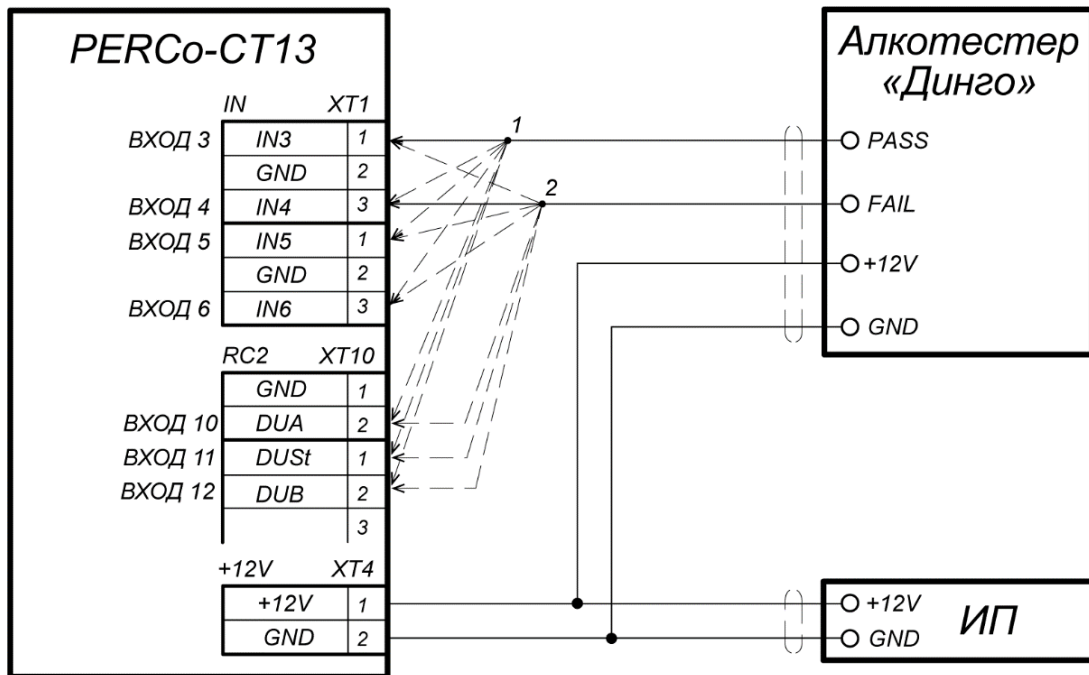 PERCo-CT13
IN XT1
ВХОД 3 IN3 1
GND 2
ВХОД 4 IN4 3
ВХОД 5 IN5 1
GND 2
ВХОД 6 IN6 3
RC2 XT10
GND 1
ВХОД 10 DUA 2
ВХОД 11 DUSt 1
ВХОД 12 DUB 2
3
+12V XT4
+12V 1
GND 2
1
2
Алкотестер
«Динго»
PASS
FAIL
+12V
GND
+12V
GND
ИП